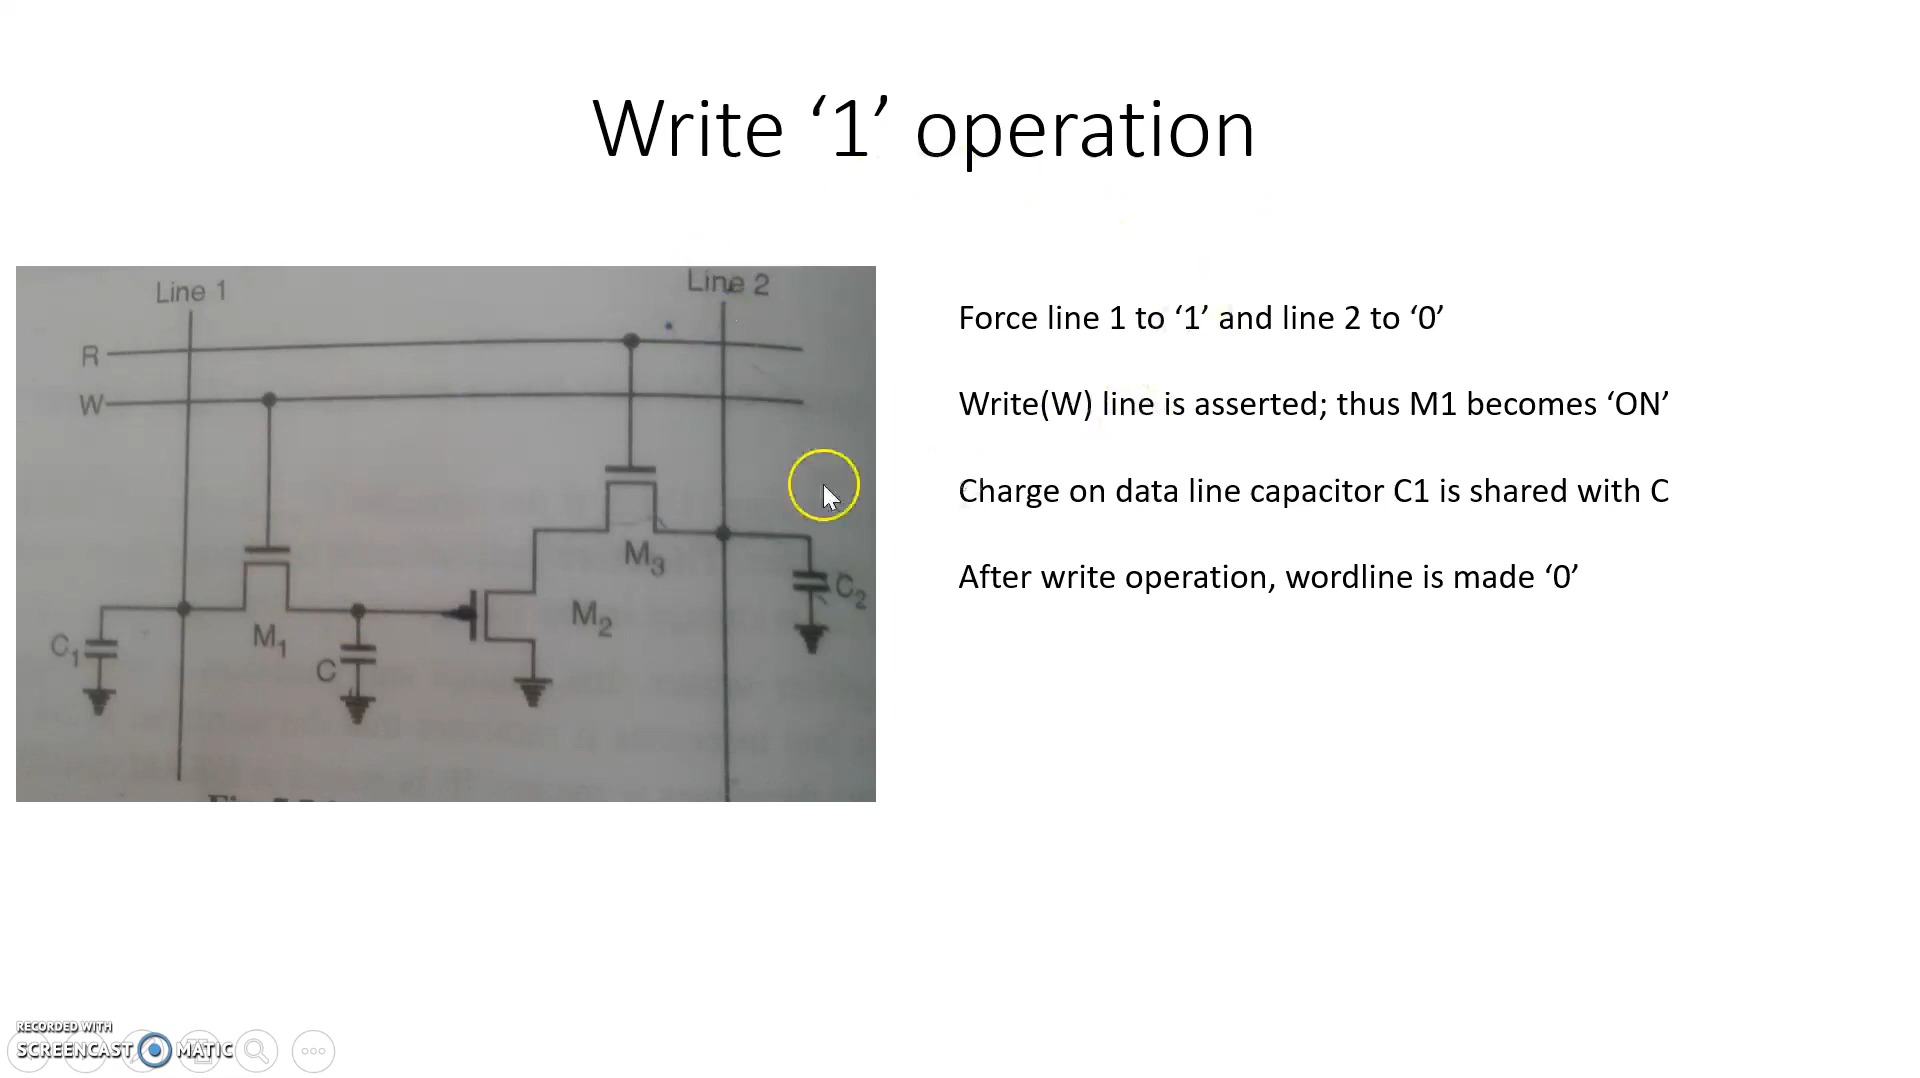 Write ‘1’ operation
Line 1
Line 2
R
W
M3
C2
M2
M1
C1
C
Force line 1 to ‘1’ and line 2 to ‘0’
Write(W) line is asserted; thus M1 becomes ‘ON’
Charge on data line capacitor C1 is shared with C
After write operation, wordline is made ‘0’
RECORDED WITH
SCREENCAST MATIC